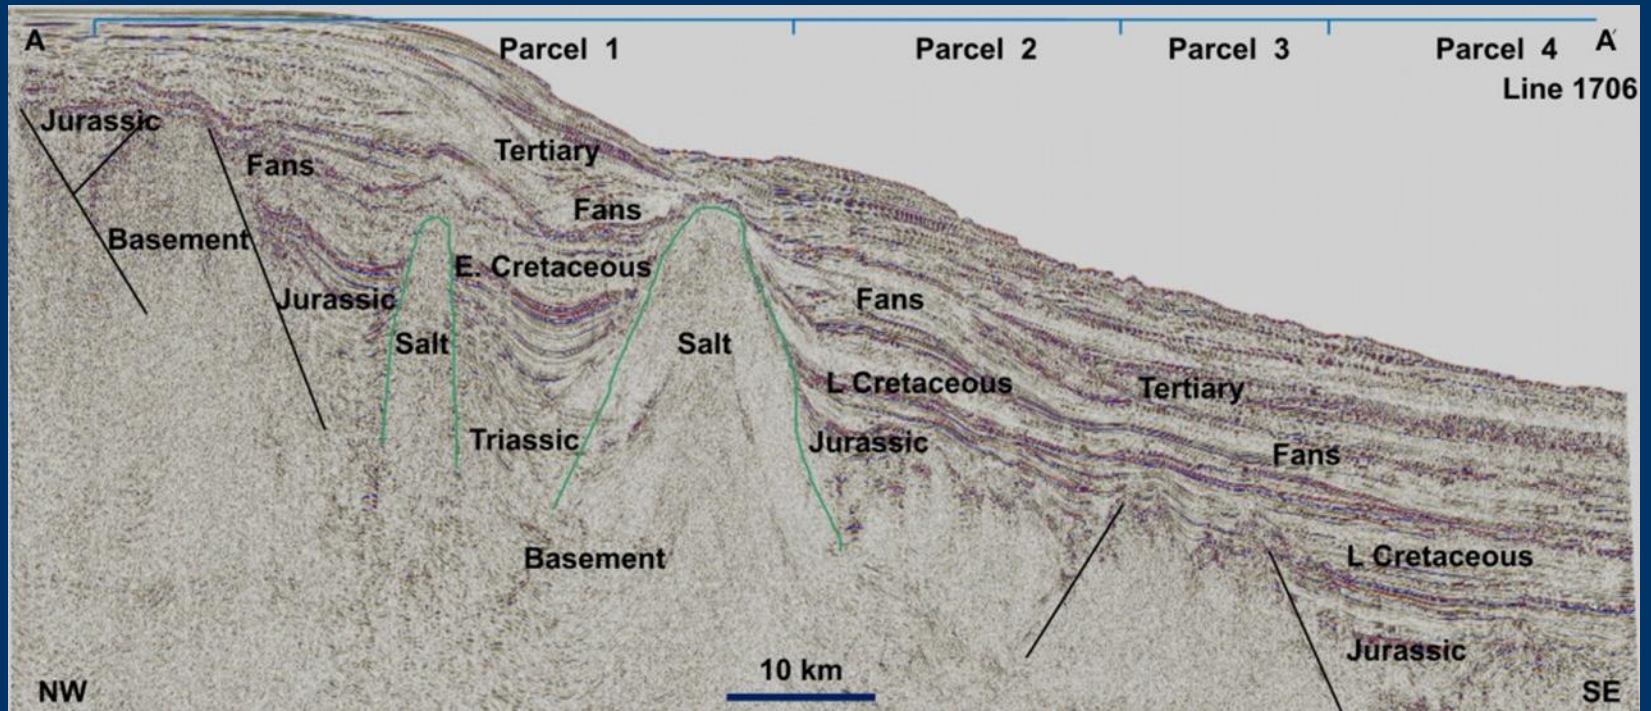 A
Parcel 1
Parcel 2
Parcel 3
Parcel 4
A'
Line 1706
Jurassic
Tertiary
Fans
Fans
Basement
E. Cretaceous
Jurassic
Fans
Salt
Salt
L Cretaceous
Tertiary
Triassic
Jurassic
Fans
Basement
L Cretaceous
Jurassic
10 km
NW
SE